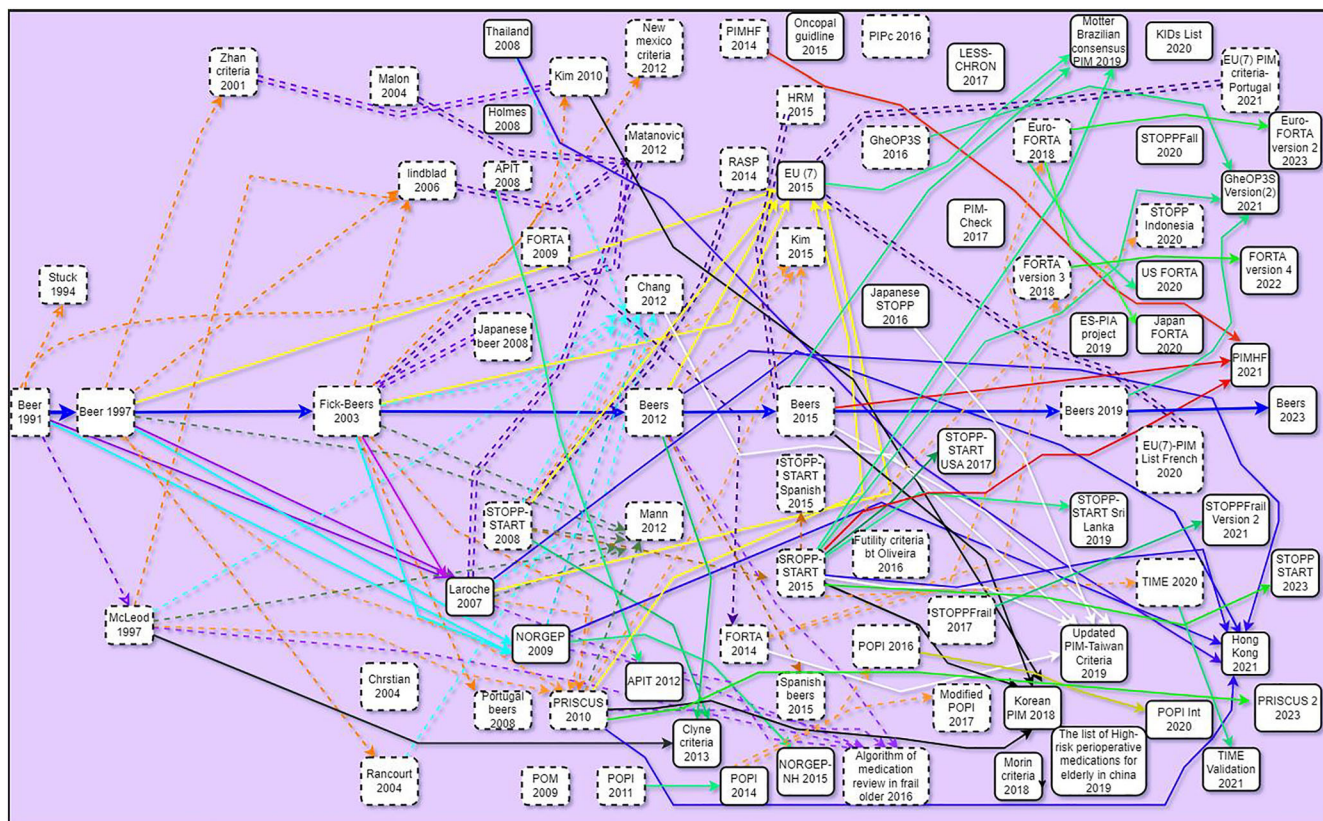 Thailand
2008
New
mexico criteria
2012
PIMHF
2014
Oncopal
guidline
2015
PIPc 2016
Motter
Brazilian
consensus
PIM 2019
KIDs List
2020
Zhan
criteria
2001
Malon
2004
Kim 2010
LESS-
CHRON
2017
EU(7) PIM
criteria-
Portugal
2021
Holmes
2008
Matanovic
2012
HRM
2015
GheOP3S
2016
Euro-
FORTA
2018
STOPPFall
2020
Euro-
FORTA
version 2
2023
lindblad
2006
APIT
2008
RASP
2014
EU (7)
2015
GheOP3S
Version(2)
2021
PIM-
Check
2017
STOPP
Indonesia
2020
FORTA
2009
Kim
2015
Stuck
1994
Chang
2012
FORTA
version 3
2018
US FORTA
2020
FORTA
version 4
2022
Japanese
STOPP
2016
Japanese
beer 2008
ES-PIA
project
2019
Japan
FORTA
2020
PIMHF
2021
Beer
1991
Beer 1997
Fick-Beers
2003
Beers
2012
Beers
2015
Beers 2019
Beers
2023
STOPP-
START
USA 2017
EU(7)-PIM
List French
2020
STOPP-
START
2008
Mann
2012
STOPP-
START
Spanish
2015
STOPP-
START Sri
Lanka
2019
STOPPFrail
Version 2
2021
Futility criteria
bt Oliveira
2016
SROPP-
START
2015
Laroche
2007
TIME 2020
STOPP
START
2023
McLeod
1997
NORGEP
2009
STOPPFrail
2017
FORTA
2014
POPI 2016
Updated
PIM-Taiwan
Criteria
2019
Hong
Kong
2021
Chrstian
2004
APIT 2012
Portugal
beers
2008
PRISCUS
2010
Spanish
beers
2015
Modified
POPI
2017
Korean
PIM 2018
POPI Int
2020
PRISCUS 2
2023
Clyne
criteria
2013
Rancourt
2004
POM
2009
POPI
2011
POPI
2014
NORGEP-
NH 2015
Algorithm of
medication
review in frail
older 2016
Morin
criteria
2018
The list of High-
risk perioperative
medications for
elderly in china
2019
TIME
Validation
2021